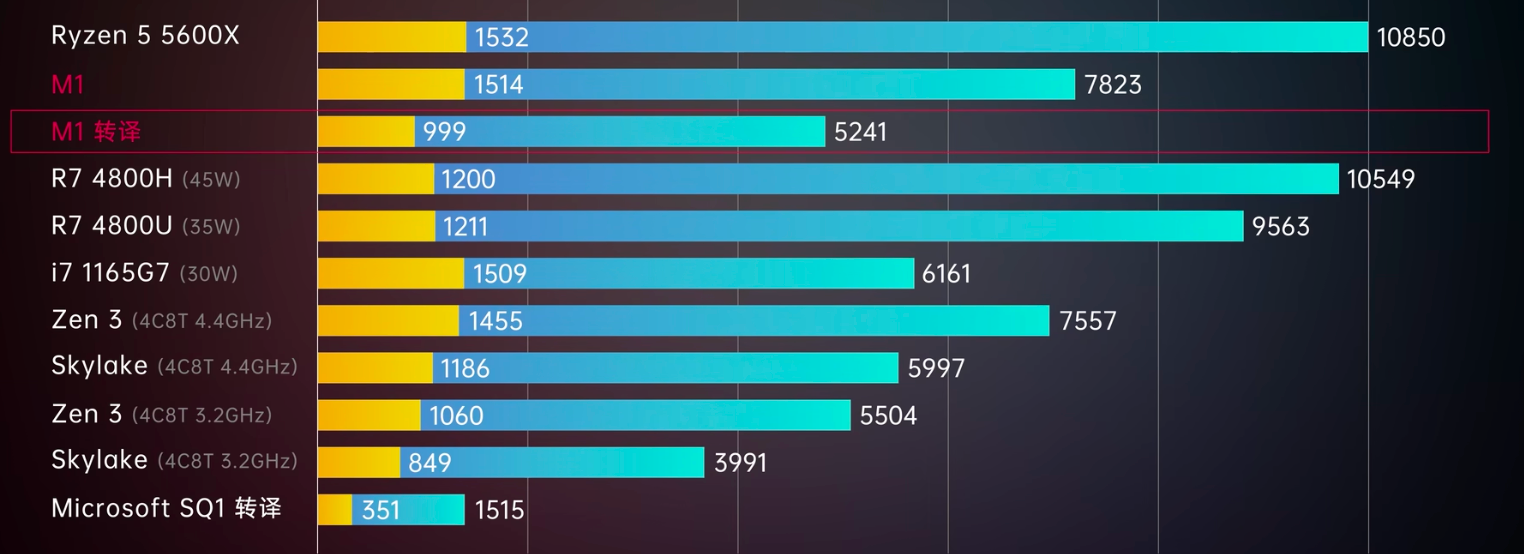 Ryzen 5 5600X 1532 10850
M1 1514 7823
M1 转译 999 5241
R7 4800H (45W) 1200 10549
R7 4800U (35W) 1211 9563
i7 1165G7 (30W) 1509 6161
Zen 3 (4C8T 4.4GHz) 1455 7557
Skylake (4C8T 4.4GHz) 1186 5997
Zen 3 (4C8T 3.2GHz) 1060 5504
Skylake (4C8T 3.2GHz) 849 3991
Microsoft SQ1 转译 351 1515